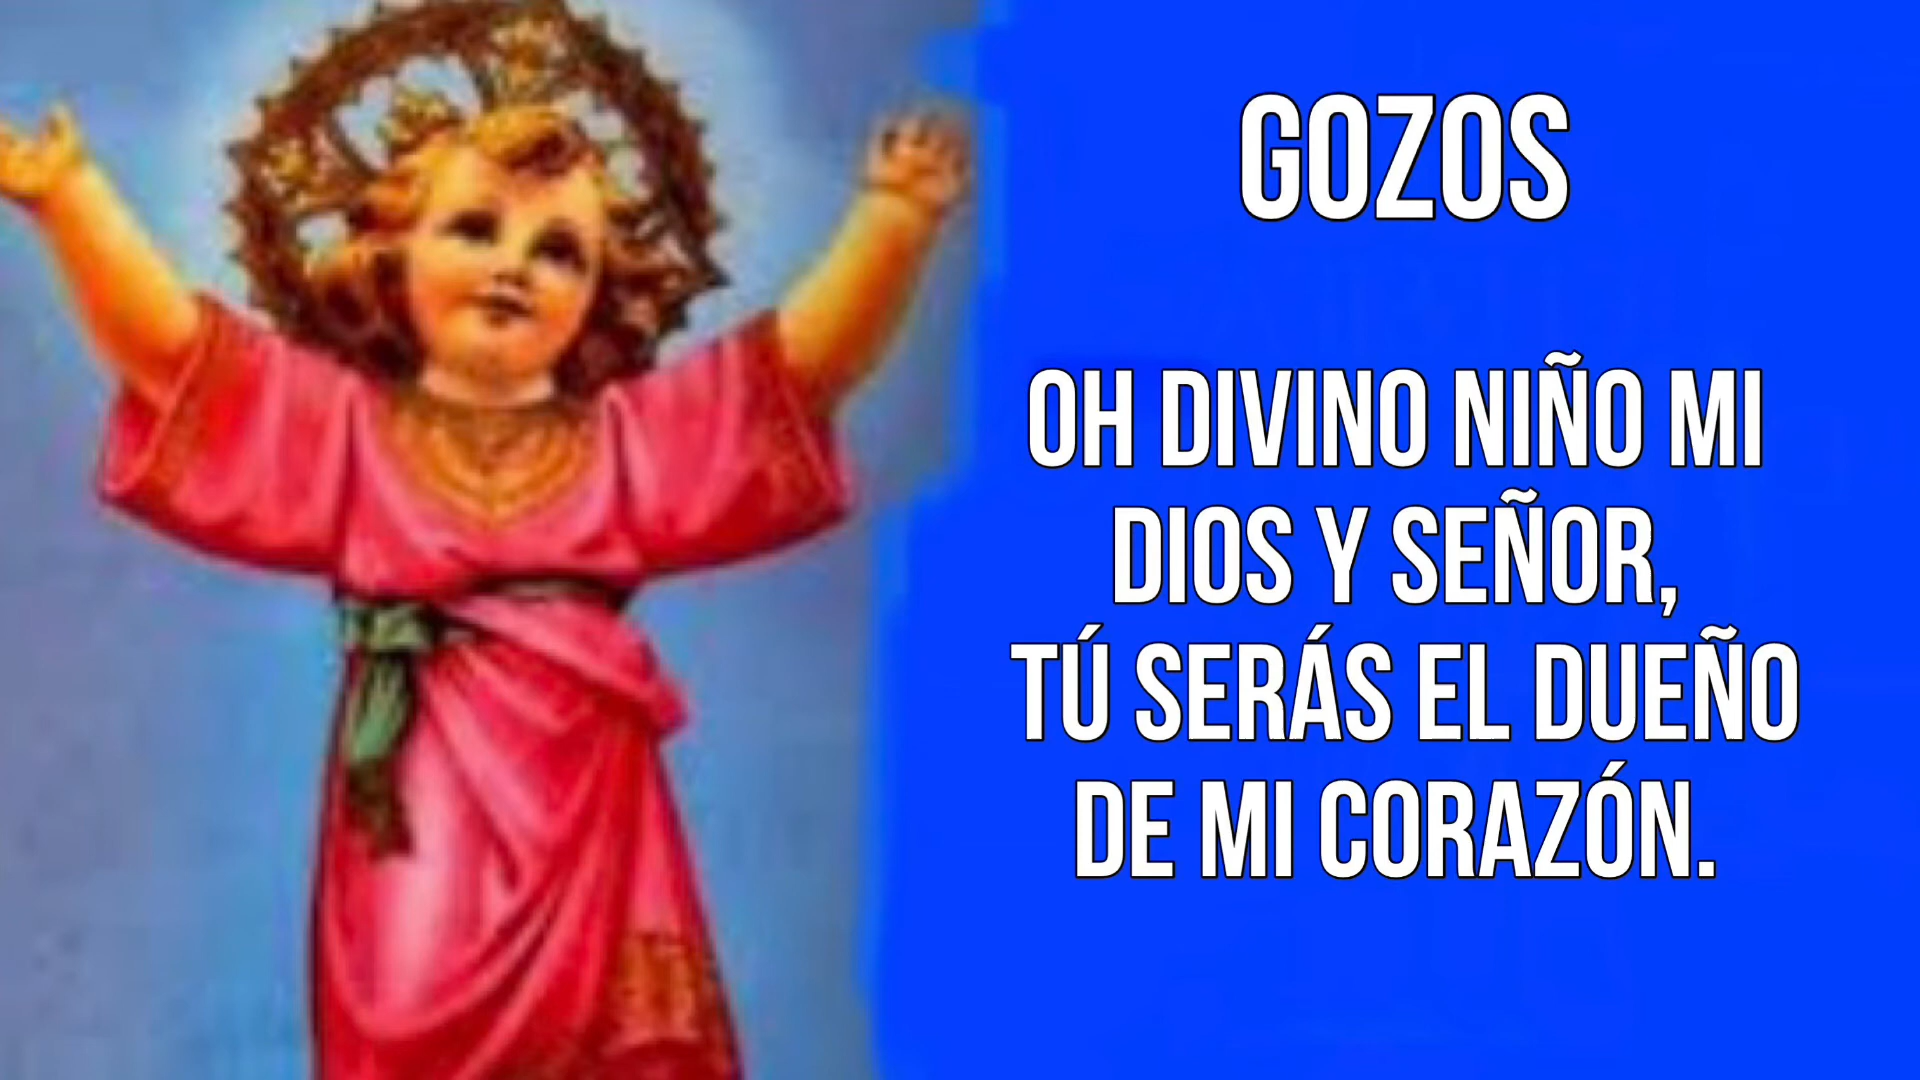 GOZOS
OH DIVINO NIÑO MI
DIOS Y SEÑOR,
TÚ SERÁS EL DUEÑO
DE MI CORAZÓN.